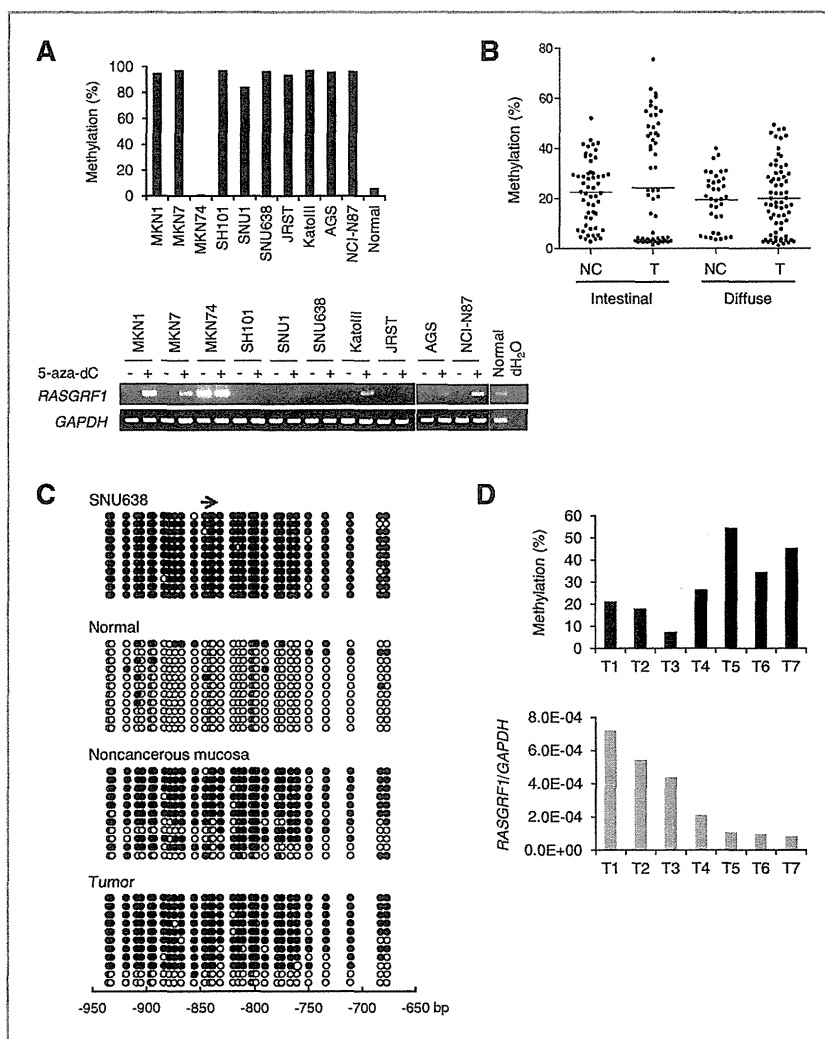 A
Methylation (%)
100
80
60
40
20
0
MKN1 MKN7 MKN74 SH101 SNU1 SNU638 JRST KatoIII AGS NCI-N87 Normal
MKN1 MKN7 MKN74 SH101 SNU1 SNU638 KatoIII JRST AGS NCI-N87 Normal dH2O
5-aza-dC - + - + - + - + - + - + - + - + - + - +
RASGRF1
GAPDH
B
Methylation (%)
80
60
40
20
0
NC T NC T
Intestinal Diffuse
C
SNU638
Normal
Noncancerous mucosa
Tumor
-950 -900 -850 -800 -750 -700 -650 bp
D
Methylation (%)
60
50
40
30
20
10
0
T1 T2 T3 T4 T5 T6 T7
RASGRF1/GAPDH
8.0E-04
6.0E-04
4.0E-04
2.0E-04
0.0E+00
T1 T2 T3 T4 T5 T6 T7